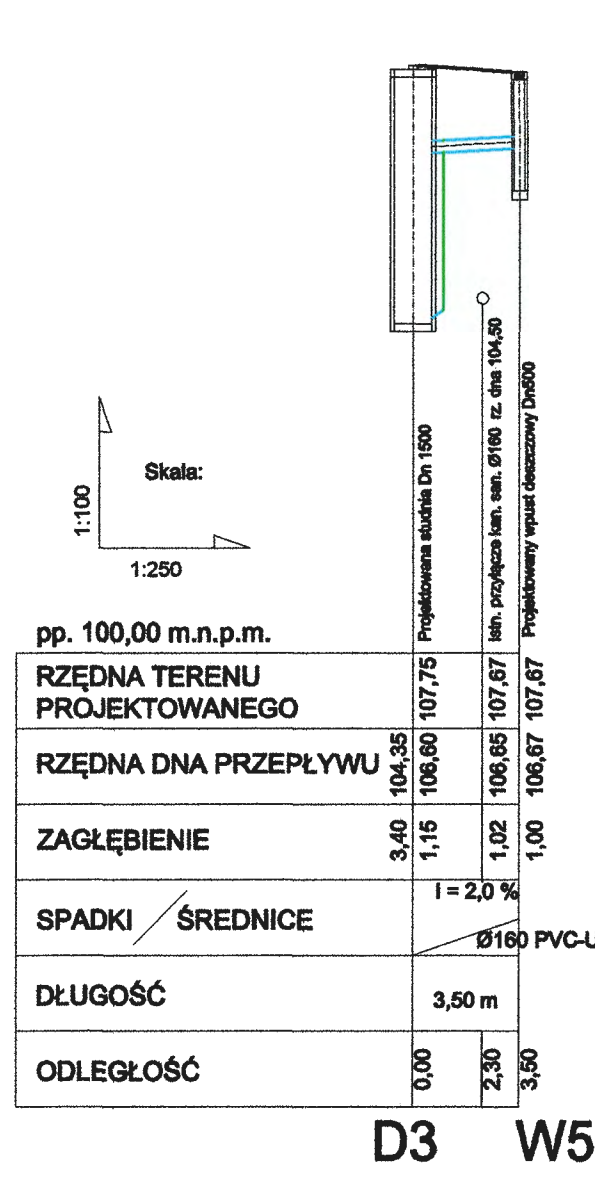 Projektowana studnia Dn 1500
Istn. przyłącze kan. san. Ø160 rz. dna 104,50
Projektowany wpust deszczowy Dn500
Skala:
1:100
1:250
pp. 100,00 m.n.p.m.
RZĘDNA TERENU
PROJEKTOWANEGO
107,75 107,67 107,67
RZĘDNA DNA PRZEPŁYWU 104,35 106,60 106,65 106,67
ZAGŁĘBIENIE 3,40 1,15 1,02 1,00
SPADKI / ŚREDNICE
i = 2,0 %
Ø160 PVC-U
DŁUGOŚĆ 3,50 m
ODLEGŁOŚĆ 0,00 2,30 3,50
D3 W5